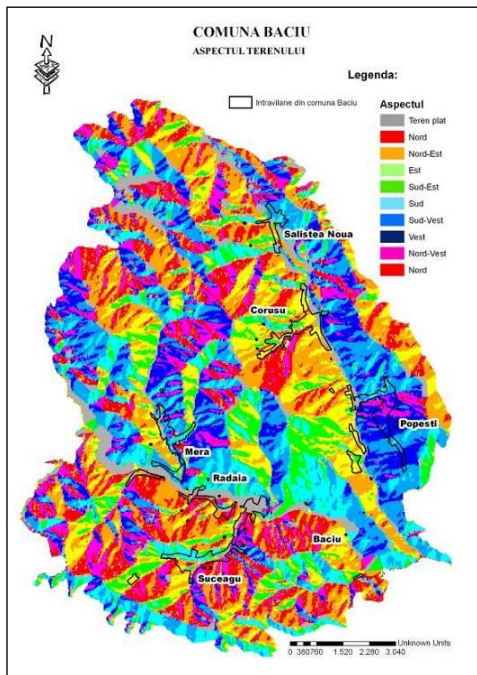 COMUNA BACIU
ASPECTUL TERENULUI
N
Legenda:
Intravilane din comuna Baciu
Aspectul
Teren plat
Nord
Nord-Est
Est
Sud-Est
Sud
Sud-Vest
Vest
Nord-Vest
Nord
Salistea Noua
Corusu
Popesti
Mera
Radaia
Baciu
Suceagu
Unknown Units
0 380760 1.520 2.280 3.040